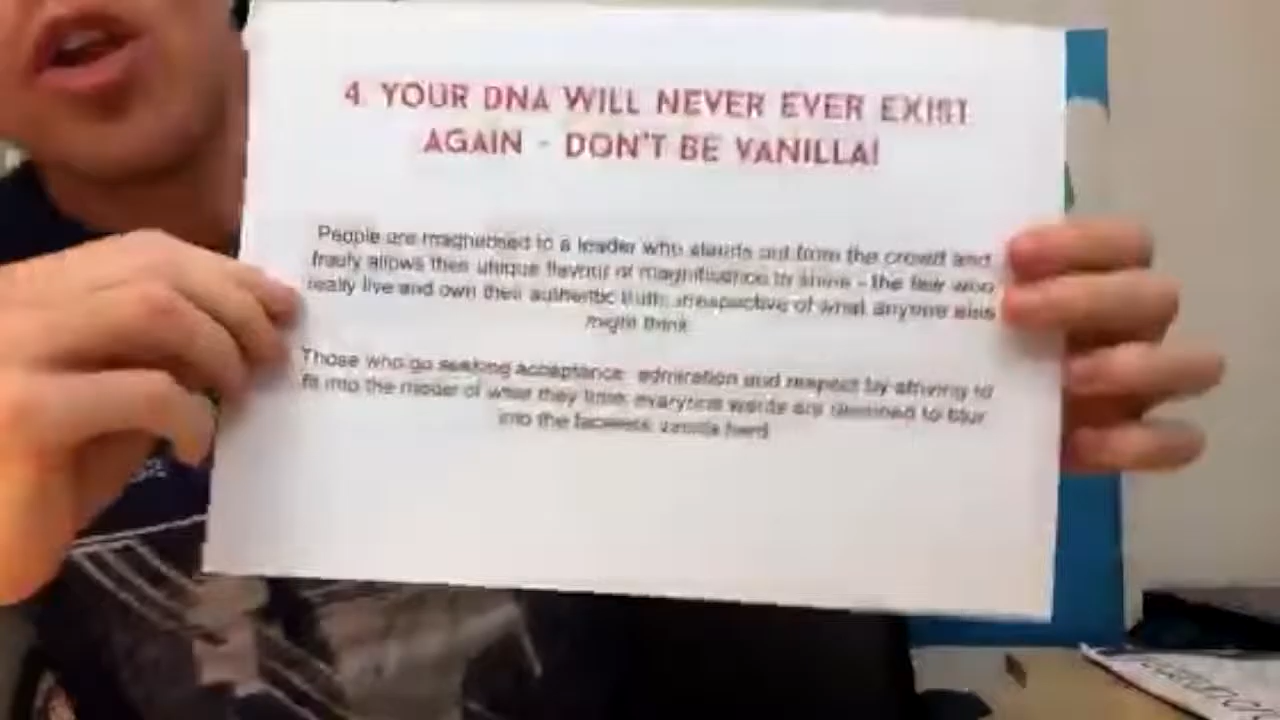 4. YOUR DNA WILL NEVER EVER EXIST
AGAIN - DON'T BE VANILLA!
People are magnetised to a leader who stands out from the crowd and
freely allows their unique flavour of magnificence to shine - the few who
really live and own their authentic truth, irrespective of what anyone else
might think
Those who go seeking acceptance, admiration and respect by striving to
fit into the model of what they think everyone wants are destined to blur
into the faceless, vanilla herd